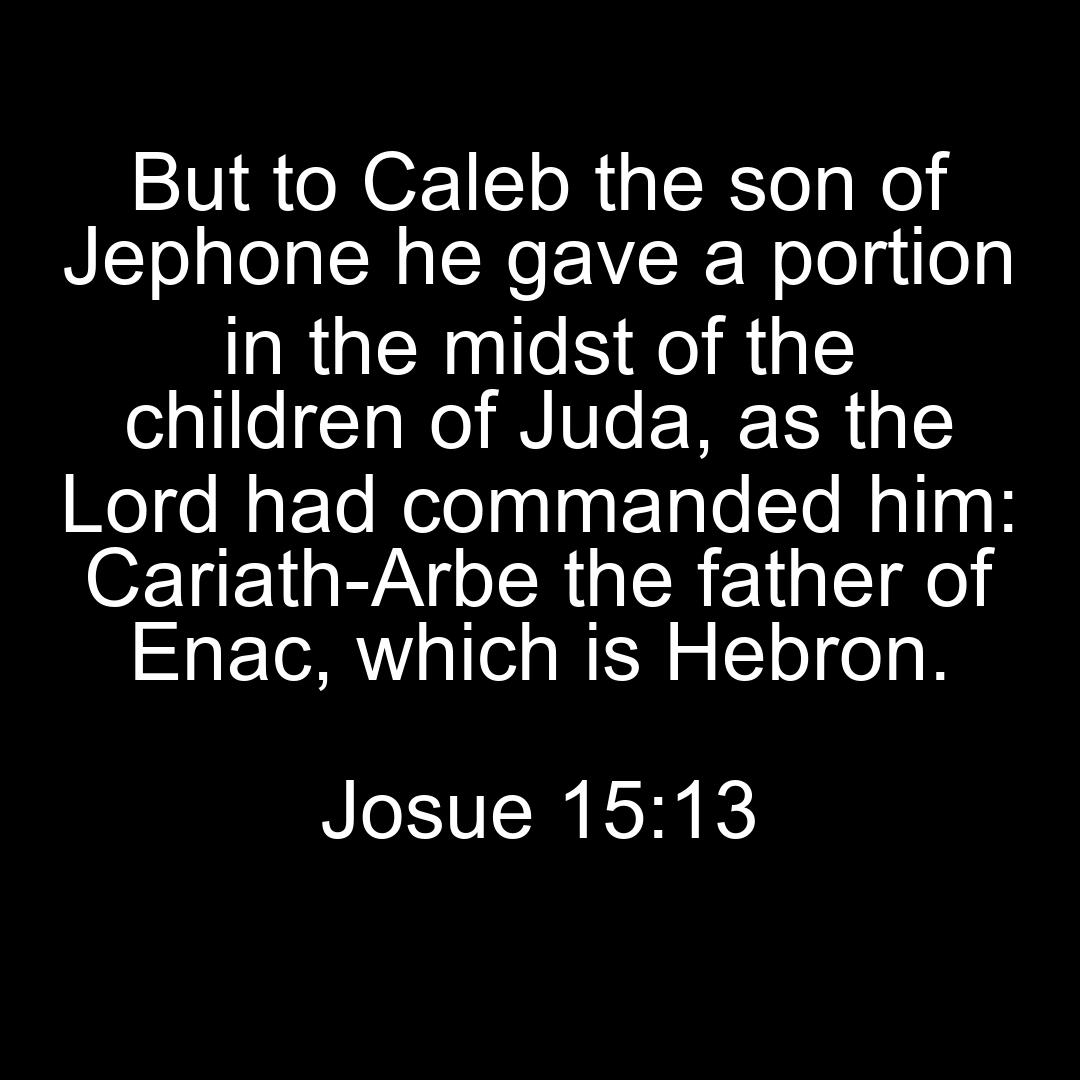 But to Caleb the son of
Jephone he gave a portion
in the midst of the
children of Juda, as the
Lord had commanded him:
Cariath-Arbe the father of
Enac, which is Hebron.
Josue 15:13